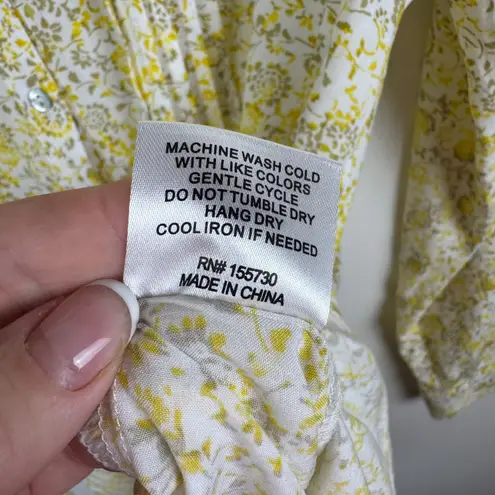 MACHINE WASH COLD
WITH LIKE COLORS
GENTLE CYCLE
DO NOT TUMBLE DRY
HANG DRY
COOL IRON IF NEEDED
RN# 155730
MADE IN CHINA